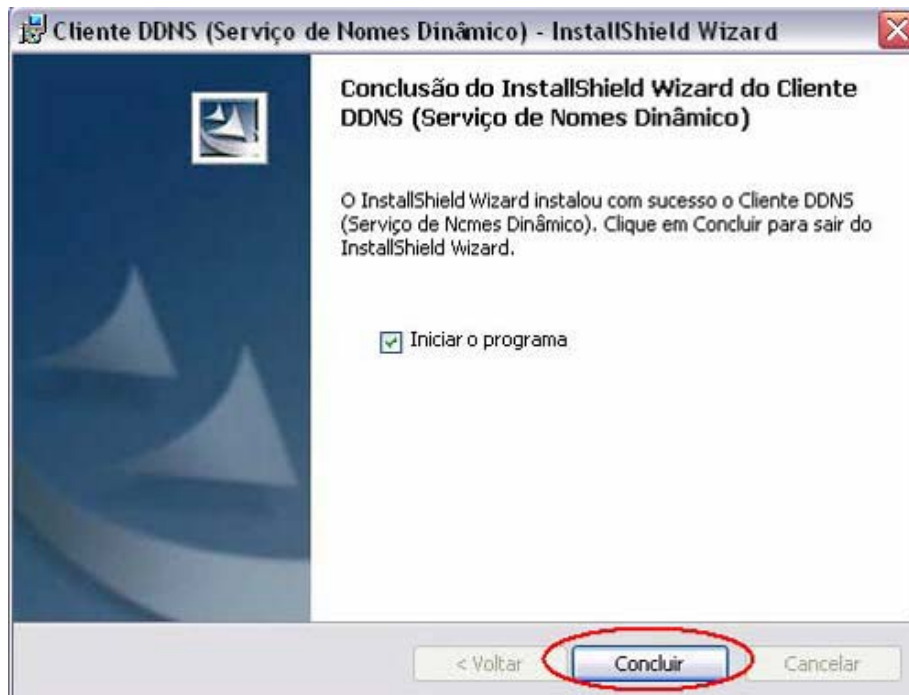 Cliente DDNS (Serviço de Nomes Dinâmico) - InstallShield Wizard
Conclusão do InstallShield Wizard do Cliente
DDNS (Serviço de Nomes Dinâmico)
O InstallShield Wizard instalou com sucesso o Cliente DDNS
(Serviço de Nomes Dinâmico). Clique em Concluir para sair do
InstallShield Wizard.
Iniciar o programa
< Voltar Concluir Cancelar